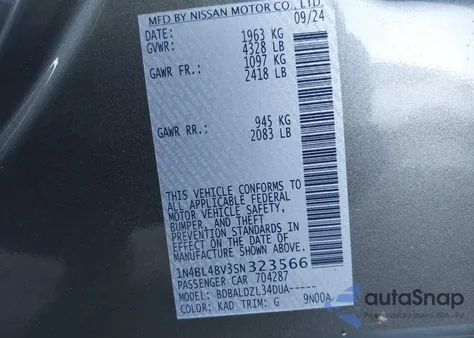 MFD BY NISSAN MOTOR CO., LTD
DATE: 09/24
GVWR: 1963 KG
4328 LB
GAWR FR.: 1097 KG
2418 LB
GAWR RR.: 945 KG
2083 LB
THIS VEHICLE CONFORMS TO
ALL APPLICABLE FEDERAL
MOTOR VEHICLE SAFETY,
BUMPER, AND THEFT
PREVENTION STANDARDS IN
EFFECT ON THE DATE OF
MANUFACTURE SHOWN ABOVE.
1N4BL4BV3SN323566
PASSENGER CAR 704287
MODEL: BDBALDZL34DUA-----
COLOR: KAD TRIM: G 9N00A
autoSnap